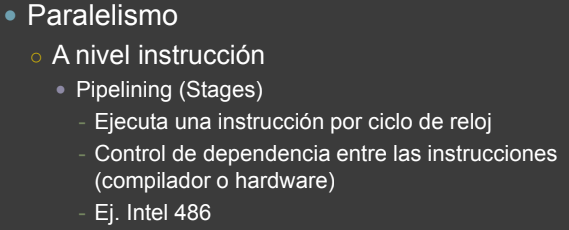 Paralelismo
A nivel instrucción
Pipelining (Stages)
- Ejecuta una instrucción por ciclo de reloj
- Control de dependencia entre las instrucciones
(compilador o hardware)
- Ej. Intel 486